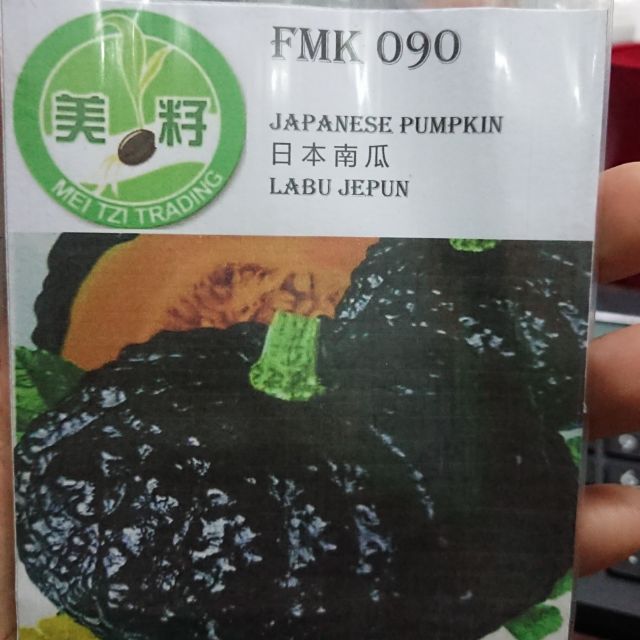 FMK 090
美籽
MEI TZI TRADING
JAPANESE PUMPKIN
日本南瓜
LABU JEPUN